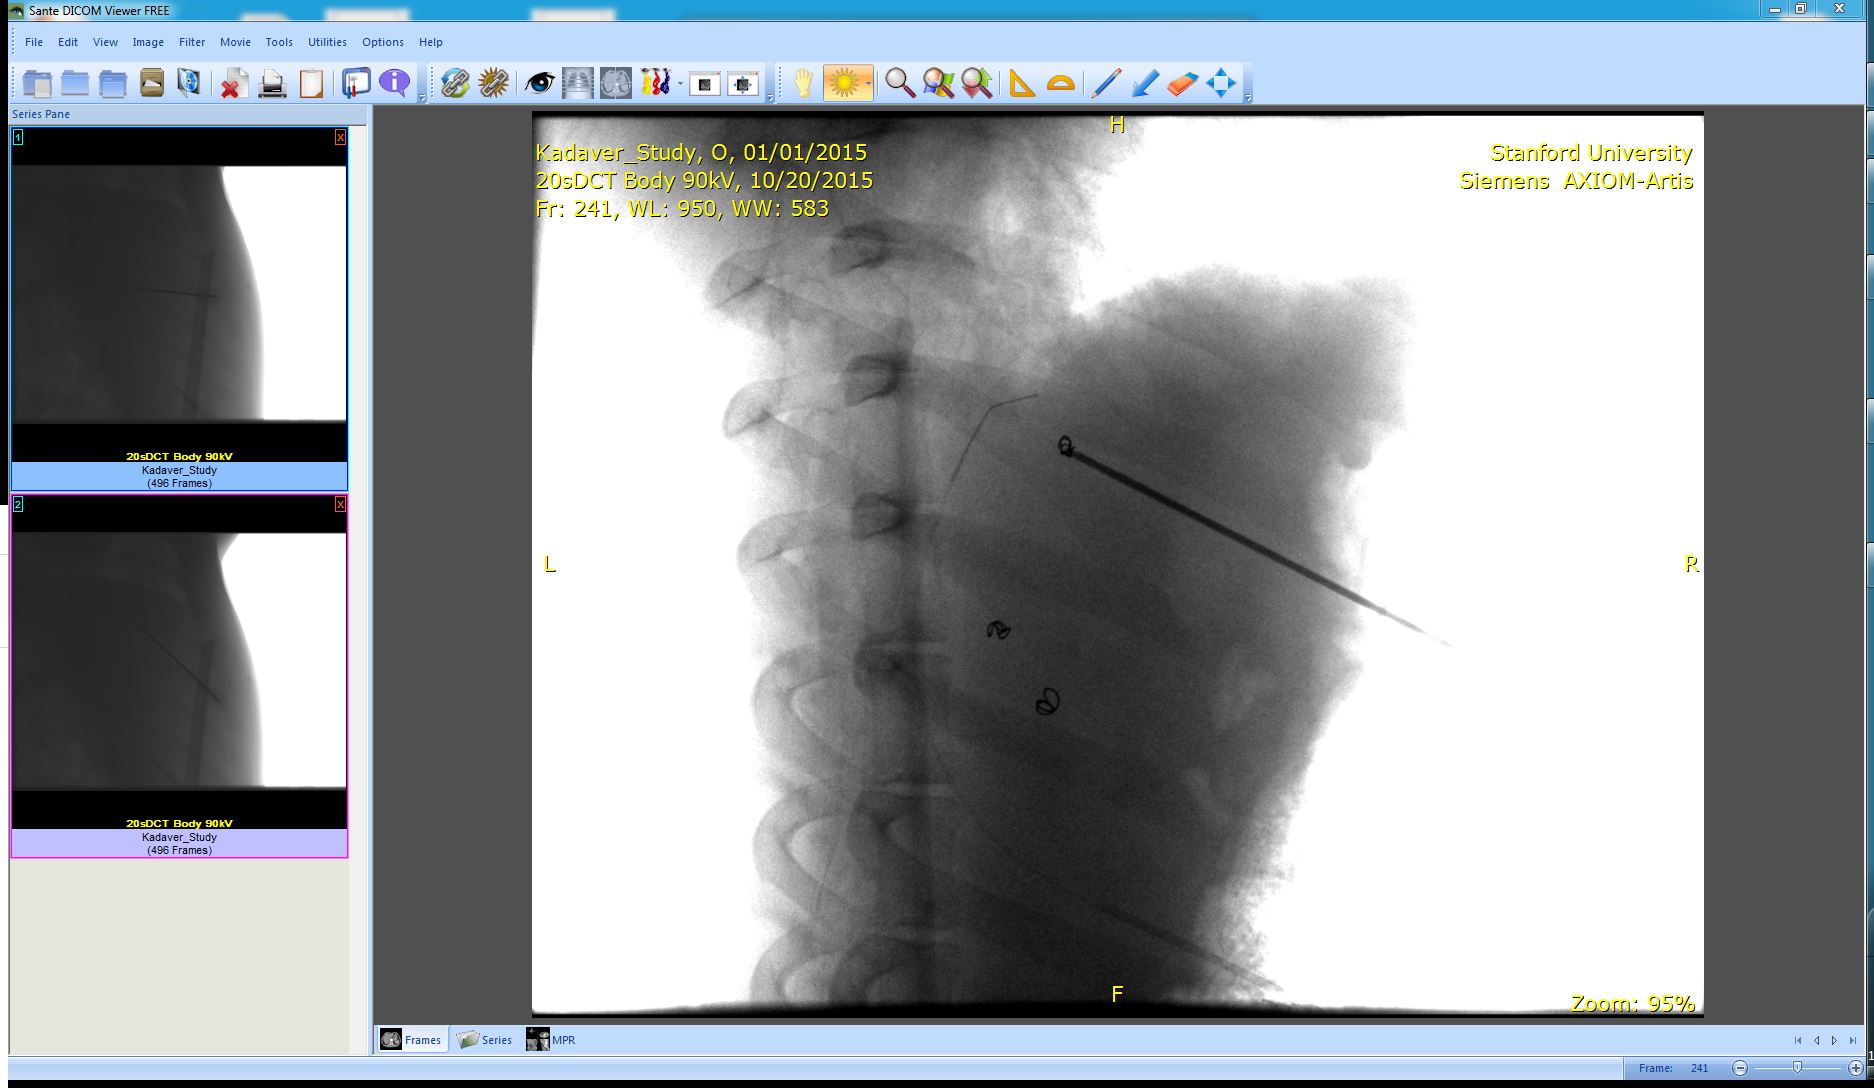 Sante DICOM Viewer FREE
File Edit View Image Filter Movie Tools Utilities Options Help
Series Pane
1 X
20sDCT Body 90kV
Kadaver_Study
(496 Frames)
2 X
20sDCT Body 90kV
Kadaver_Study
(496 Frames)
H
Kadaver_Study, O, 01/01/2015
20sDCT Body 90kV, 10/20/2015
Fr: 241, WL: 950, WW: 583
Stanford University
Siemens AXIOM-Artis
L
R
F
Zoom: 95%
Frames Series MPR
Frame: 241
1